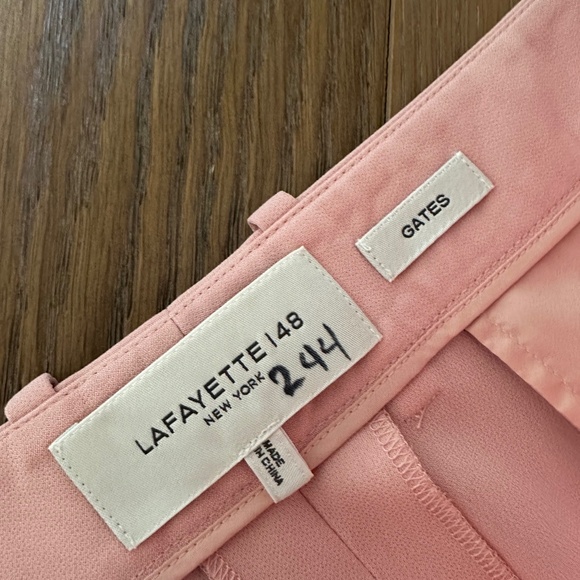 LAFAYETTE 148
NEW YORK
244
MADE
IN CHINA
GATES